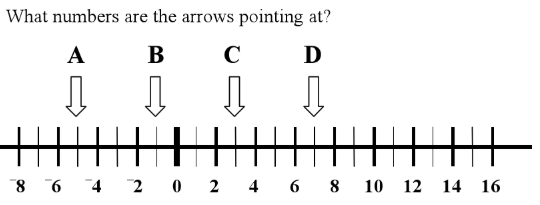 What numbers are the arrows pointing at?
A B C D
⁻8 ⁻6 ⁻4 ⁻2 0 2 4 6 8 10 12 14 16